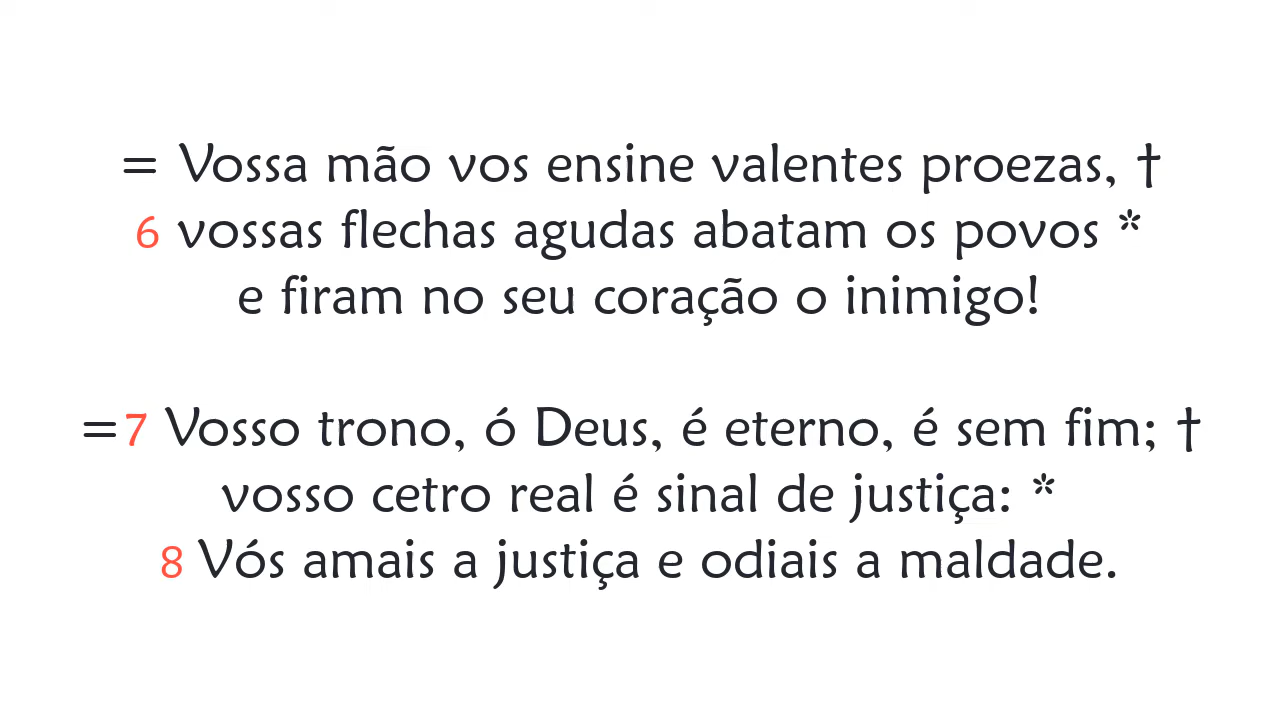 = Vossa mão vos ensine valentes proezas, †
6 vossas flechas agudas abatam os povos *
e firam no seu coração o inimigo!
=7 Vosso trono, ó Deus, é eterno, é sem fim; †
vosso cetro real é sinal de justiça: *
8 Vós amais a justiça e odiais a maldade.